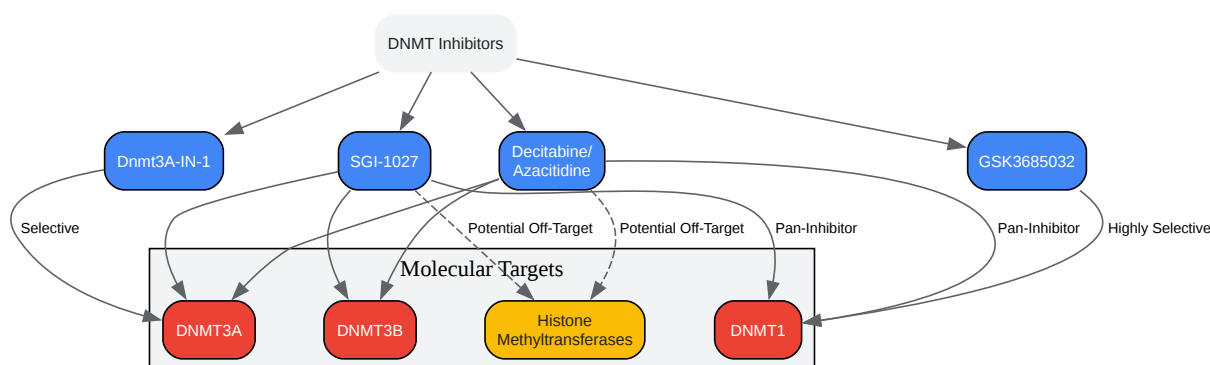 DNMT Inhibitors
Dnmt3A-IN-1
SGI-1027
Decitabine/
Azacitidine
GSK3685032
Selective
Potential Off-Target
Potential Off-Target
Pan-Inhibitor
Pan-Inhibitor
Highly Selective
Molecular Targets
DNMT3A
DNMT3B
Histone
Methyltransferases
DNMT1